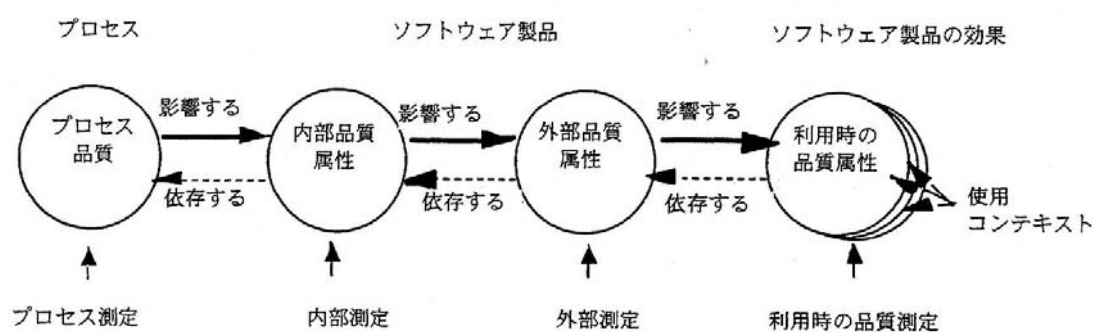 プロセス
ソフトウェア製品
ソフトウェア製品の効果
プロセス
品質
影響する
依存する
内部品質
属性
影響する
依存する
外部品質
属性
影響する
依存する
利用時の
品質属性
使用
コンテキスト
プロセス測定
内部測定
外部測定
利用時の品質測定